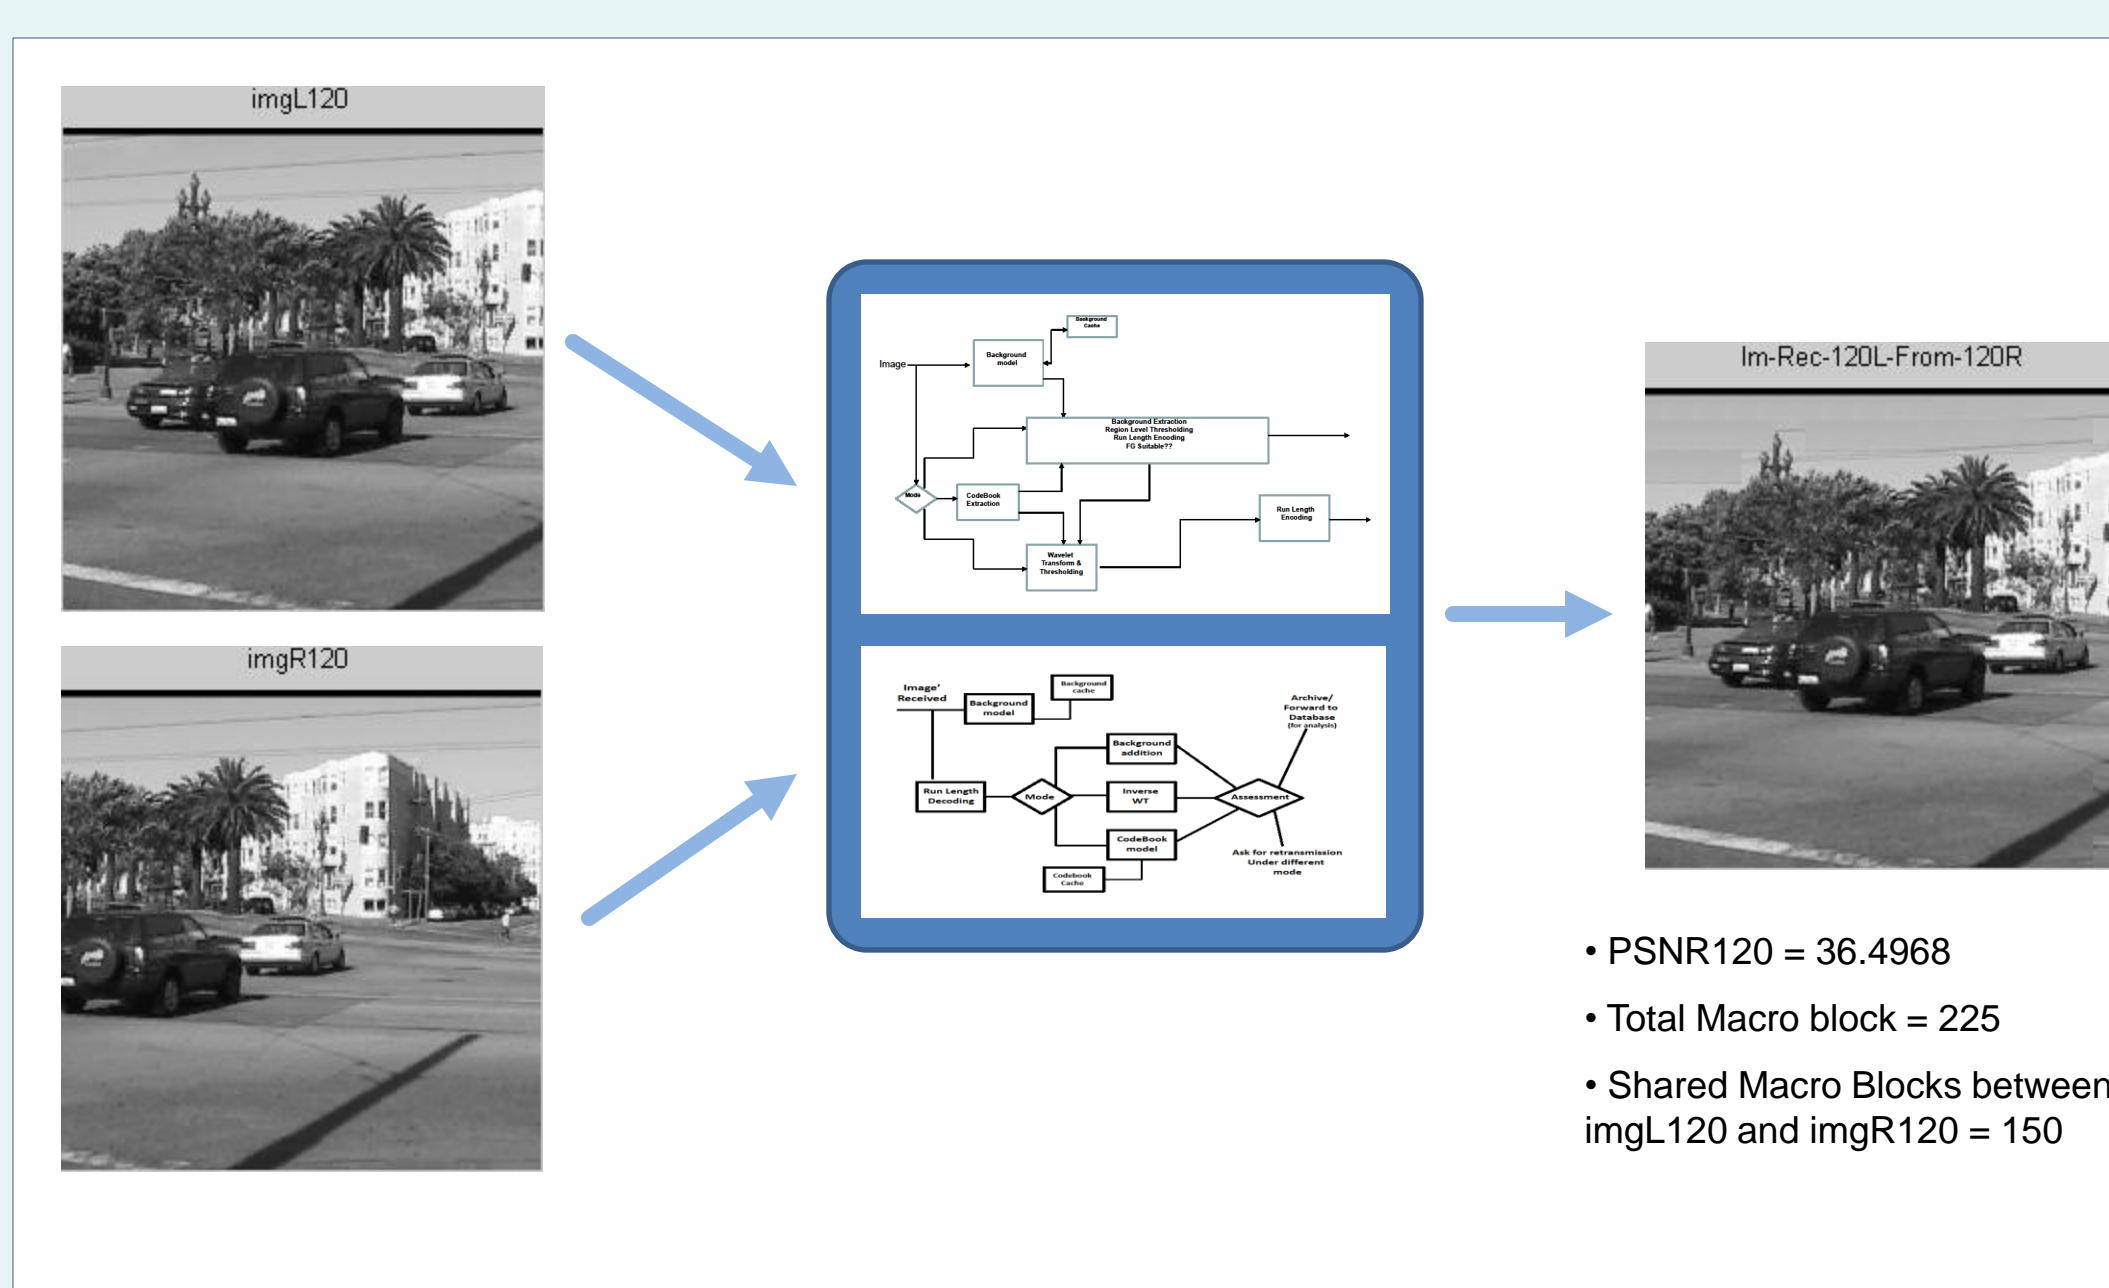 imgL120
imgR120
Background
Cache
Background
model
Image
Background Extraction
Region Level Thresholding
Run Length Encoding
FG Suitable??
Mode
CodeBook
Extraction
Run Length
Encoding
Wavelet
Transform &
Thresholding
Image'
Received
Background
model
Background
cache
Archive/
Forward to
Database
(for analysis)
Background
addition
Run Length
Decoding
Mode
Inverse
WT
Assessment
CodeBook
model
Codebook
Cache
Ask for retransmission
Under different
mode
Im-Rec-120L-From-120R
• PSNR120 = 36.4968
• Total Macro block = 225
• Shared Macro Blocks between
imgL120 and imgR120 = 150